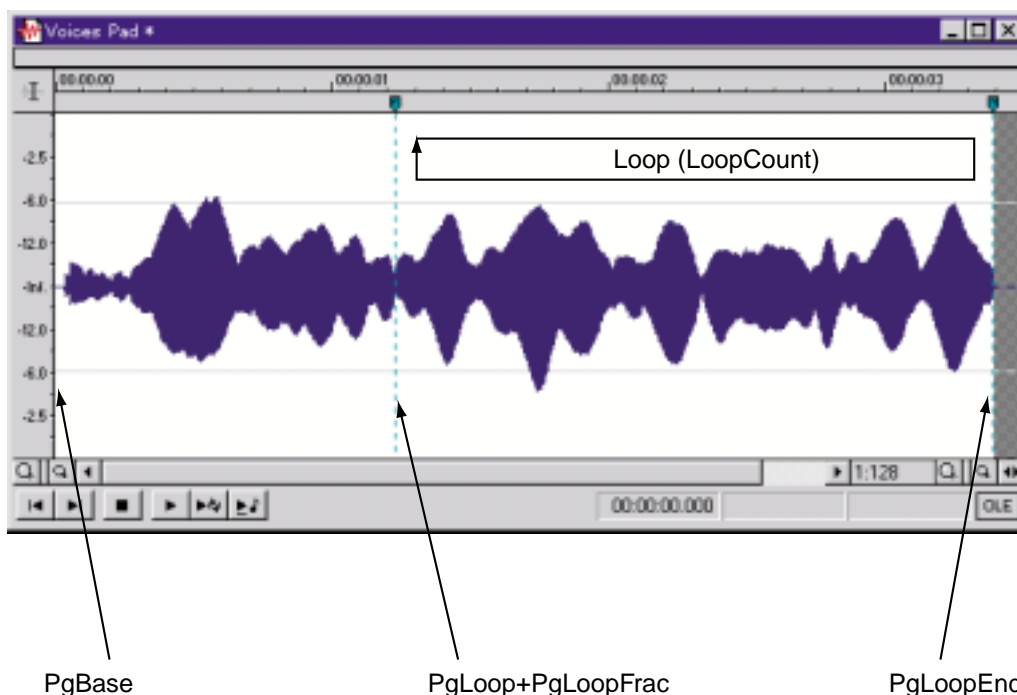 Voices Pad *
00:00:00 00:00:01 00:00:02 00:00:03
Loop (LoopCount)
-2.5
-6.0
-12.0
-Inf.
-12.0
-6.0
-2.5
1:128
00:00:00.000
OLE
PgBase PgLoop+PgLoopFrac PgLoopEnd